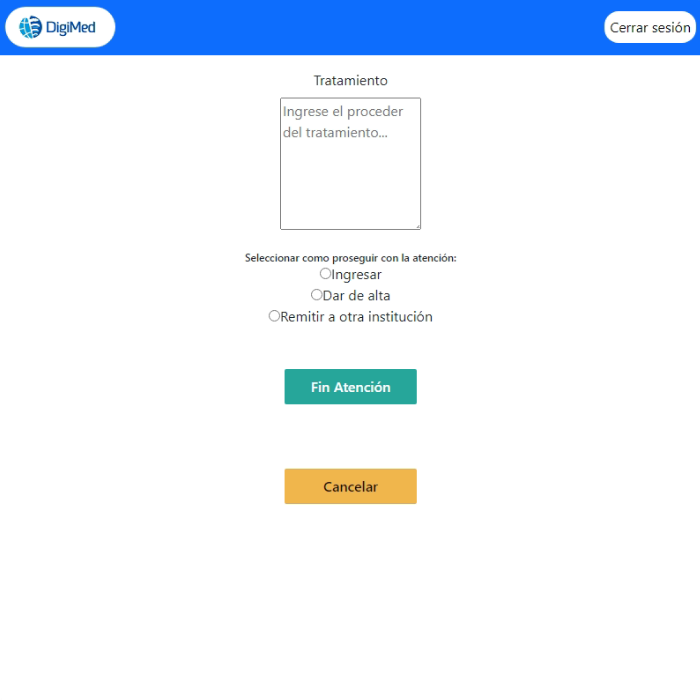 DigiMed
Cerrar sesión
Tratamiento
Ingrese el proceder
del tratamiento...
Seleccionar como proseguir con la atención:
Ingresar
Dar de alta
Remitir a otra institución
Fin Atención
Cancelar